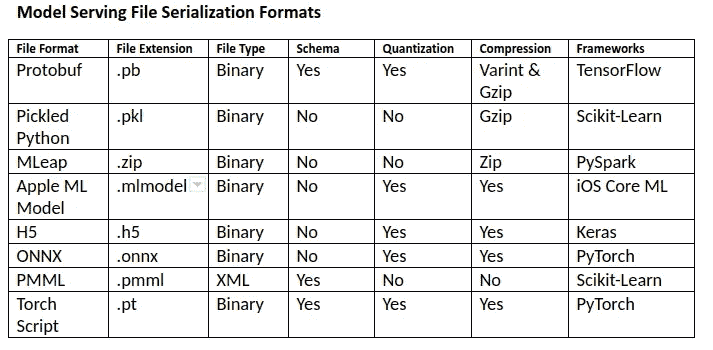 Model Serving File Serialization Formats
File Format File Extension File Type Schema Quantization Compression Frameworks
Protobuf .pb Binary Yes Yes Varint & TensorFlow
Gzip
Pickled .pkl Binary No No Gzip Scikit-Learn
Python
MLeap .zip Binary No No Zip PySpark
Apple ML .mlmodel Binary No Yes Yes iOS Core ML
Model
H5 .h5 Binary No Yes Yes Keras
ONNX .onnx Binary No Yes Yes PyTorch
PMML .pmml XML Yes No No Scikit-Learn
Torch .pt Binary Yes Yes Yes PyTorch
Script